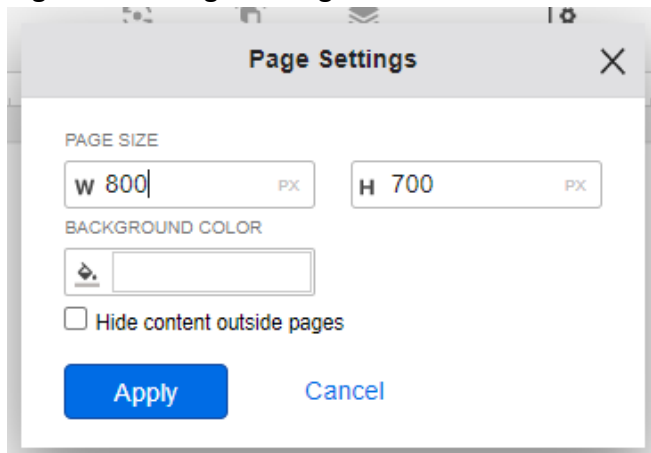 Page Settings
PAGE SIZE
W 800 PX H 700 PX
BACKGROUND COLOR
Hide content outside pages
Apply Cancel